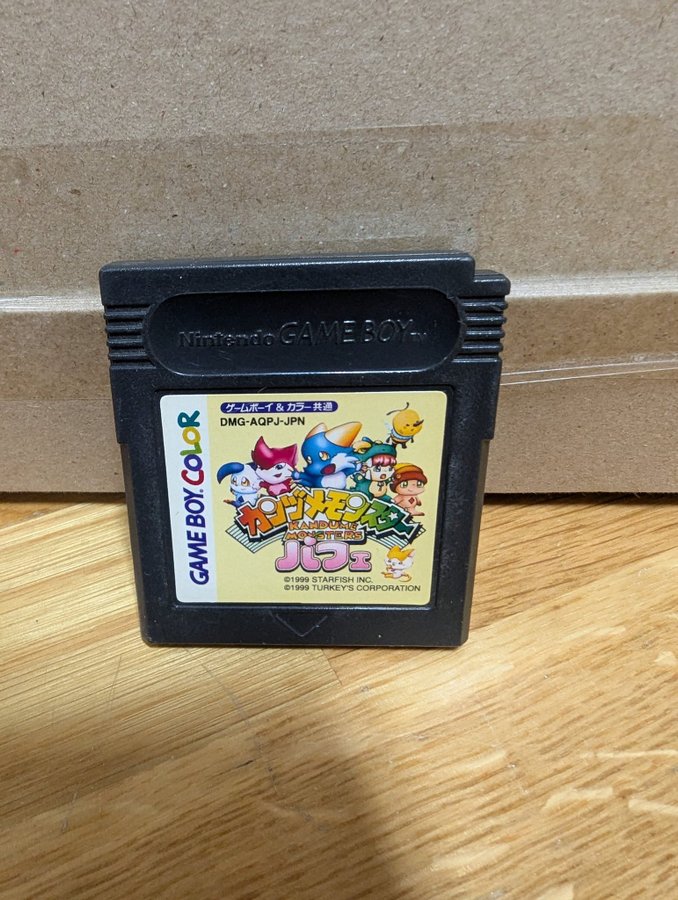 Nintendo GAME BOY TM
ゲームボーイ & カラー共通
DMG-AQPJ-JPN
GAME BOY COLOR
カンヅメモンスター
KANDUME
MONSTERS
パフェ
©1999 STARFISH INC.
©1999 TURKEY'S CORPORATION